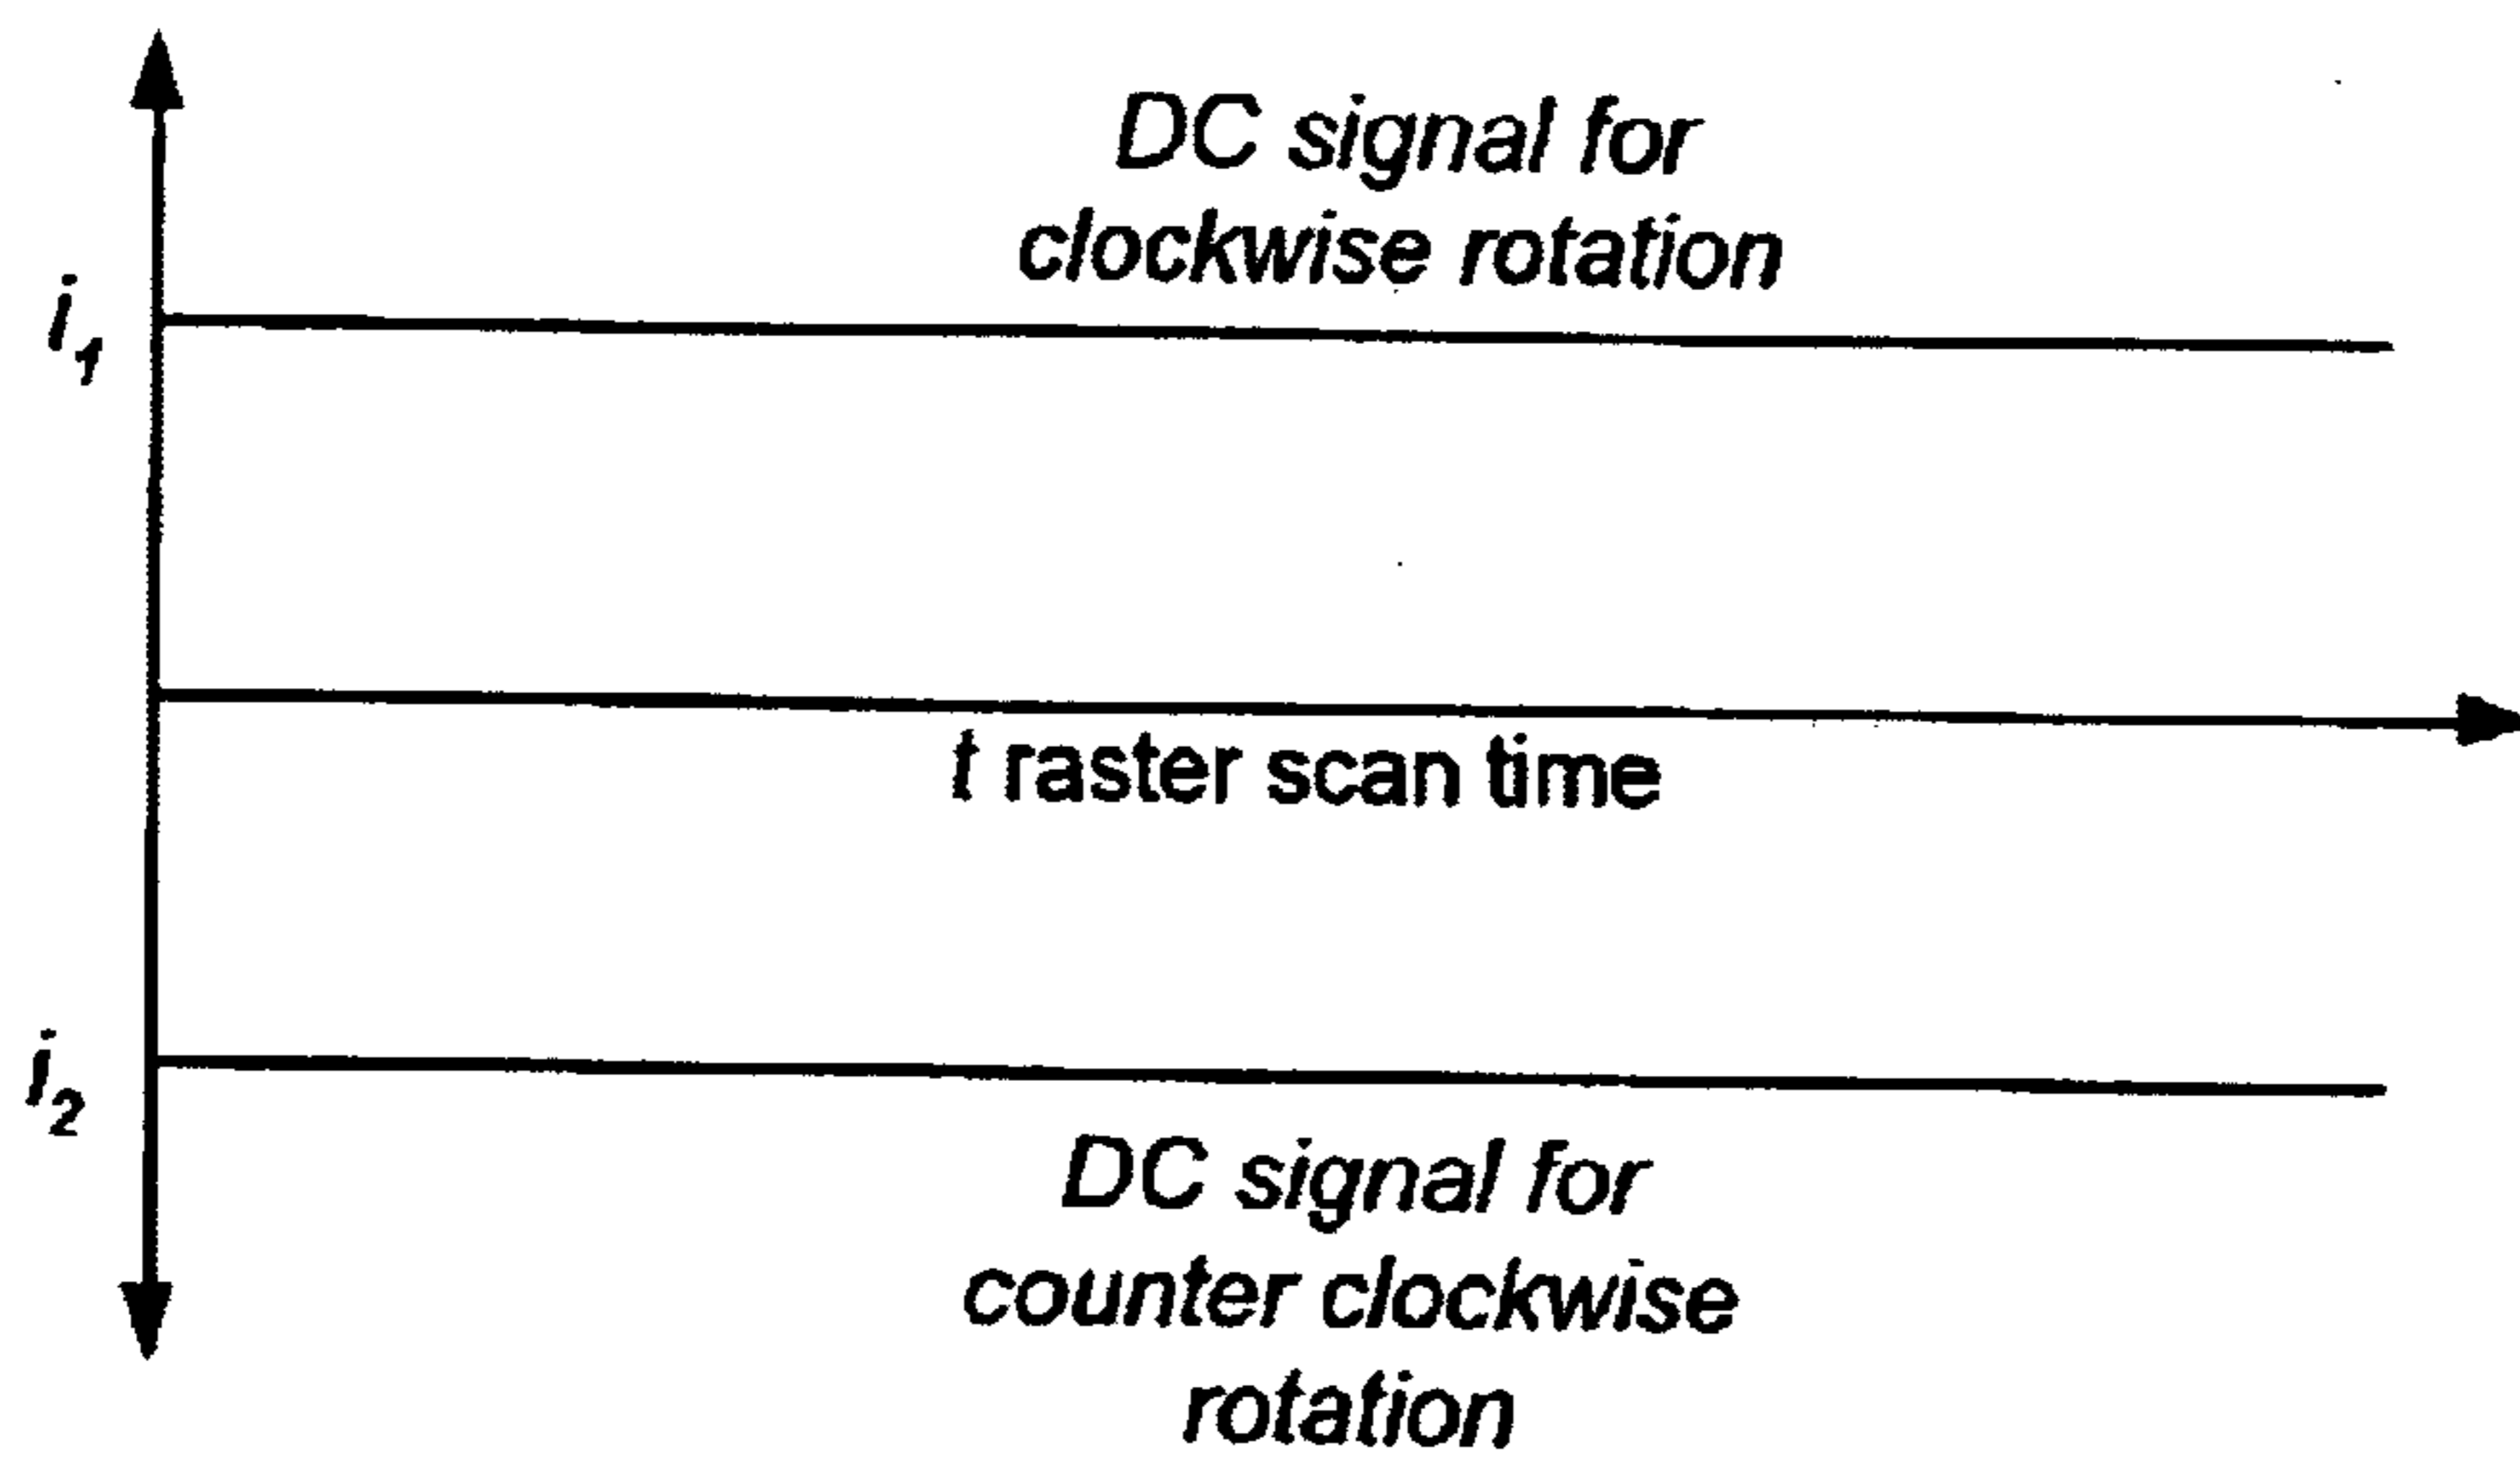 DC signal for
clockwise rotation
i1
t raster scan time
i2
DC signal for
counter clockwise
rotation